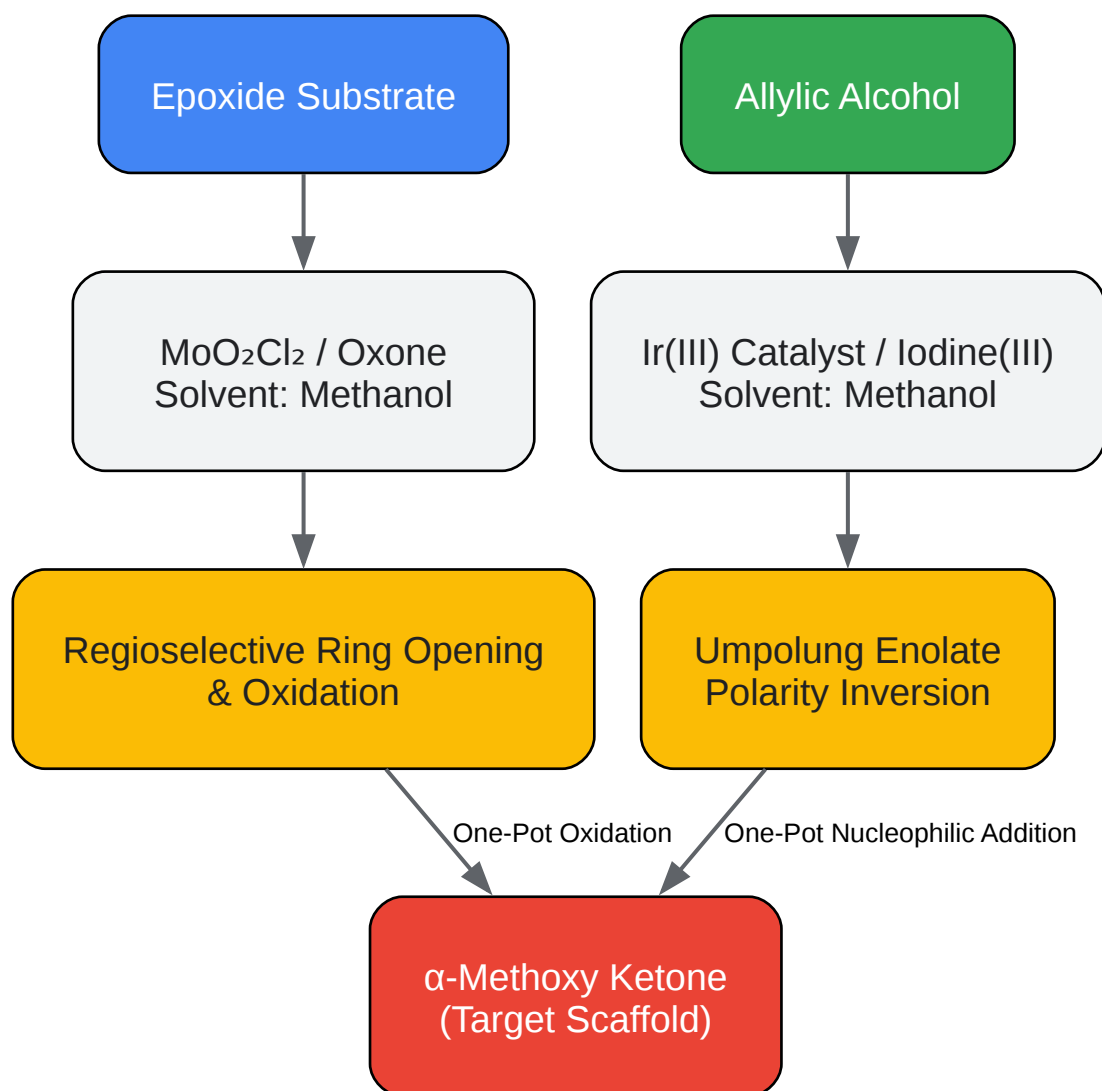 Epoxide Substrate
Allylic Alcohol
MoO₂Cl₂ / Oxone
Solvent: Methanol
Ir(III) Catalyst / Iodine(III)
Solvent: Methanol
Regioselective Ring Opening
& Oxidation
Umpolung Enolate
Polarity Inversion
One-Pot Oxidation
One-Pot Nucleophilic Addition
α-Methoxy Ketone
(Target Scaffold)